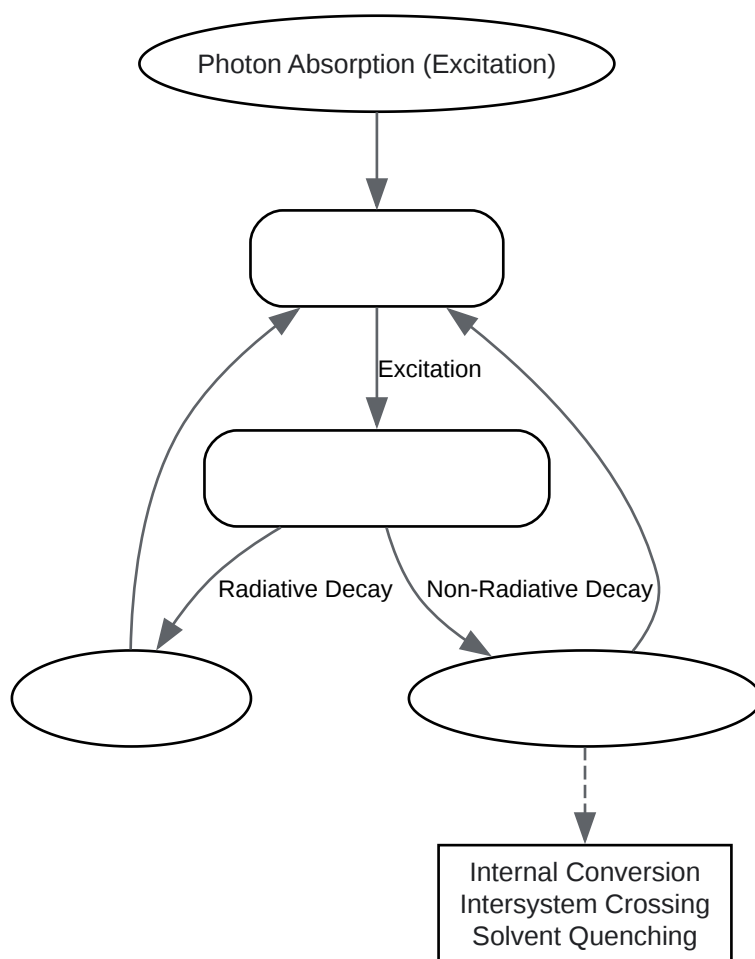 Photon Absorption (Excitation)
Excitation
Radiative Decay
Non-Radiative Decay
Internal Conversion
Intersystem Crossing
Solvent Quenching